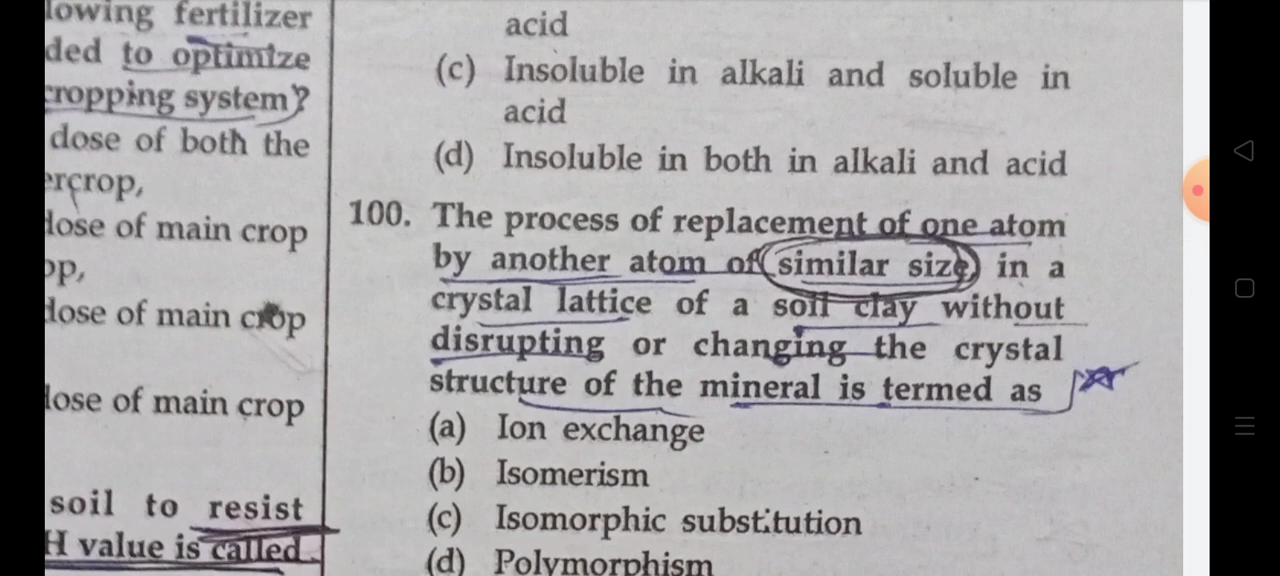 lowing fertilizer
ded to optimize
cropping system?
dose of both the
ercrop,
dose of main crop
op,
dose of main crop
lose of main crop
soil to resist
H value is called
acid
(c) Insoluble in alkali and soluble in
acid
(d) Insoluble in both in alkali and acid
100. The process of replacement of one atom
by another atom of similar size in a
crystal lattice of a soil clay without
disrupting or changing the crystal
structure of the mineral is termed as
(a) Ion exchange
(b) Isomerism
(c) Isomorphic substitution
(d) Polymorphism